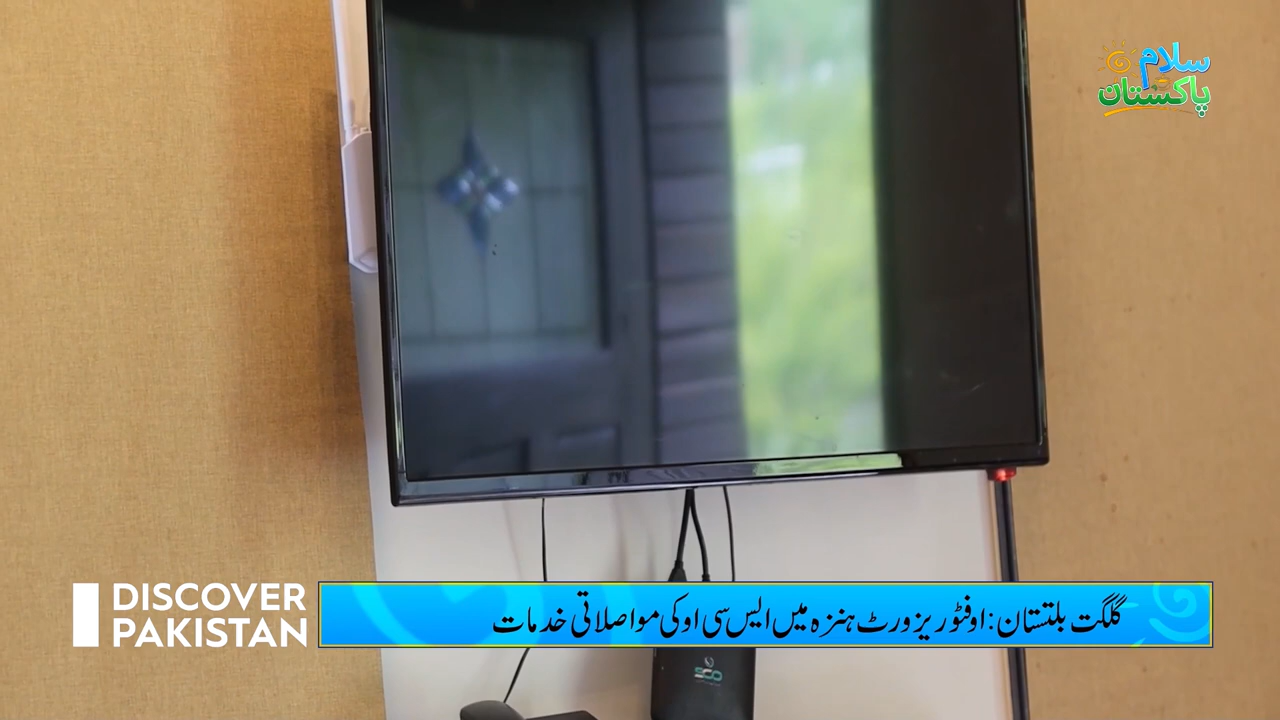 سلام
پاکستان
DISCOVER
PAKISTAN
گلگت بلتستان: اوفٹو ریزورٹ ہنزہ میں ایس سی او کی مواصلاتی خدمات
SCO